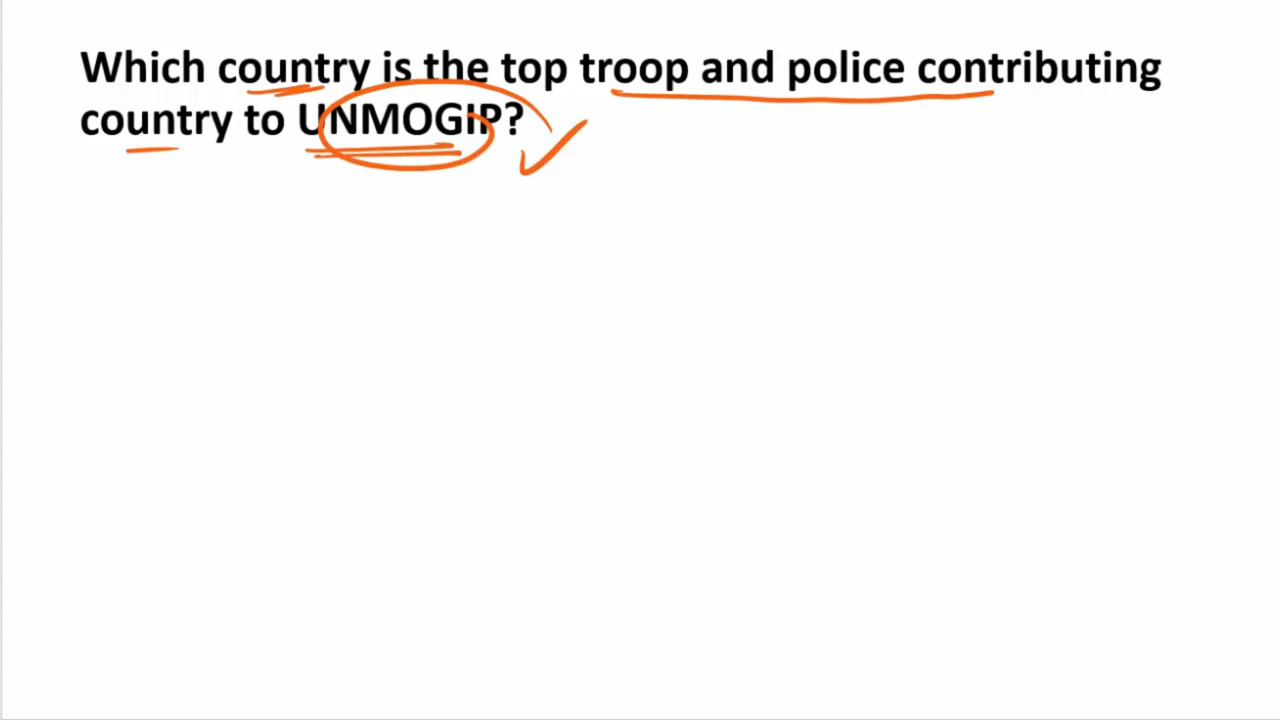 Which country is the top troop and police contributing
country to UNMOGIP?